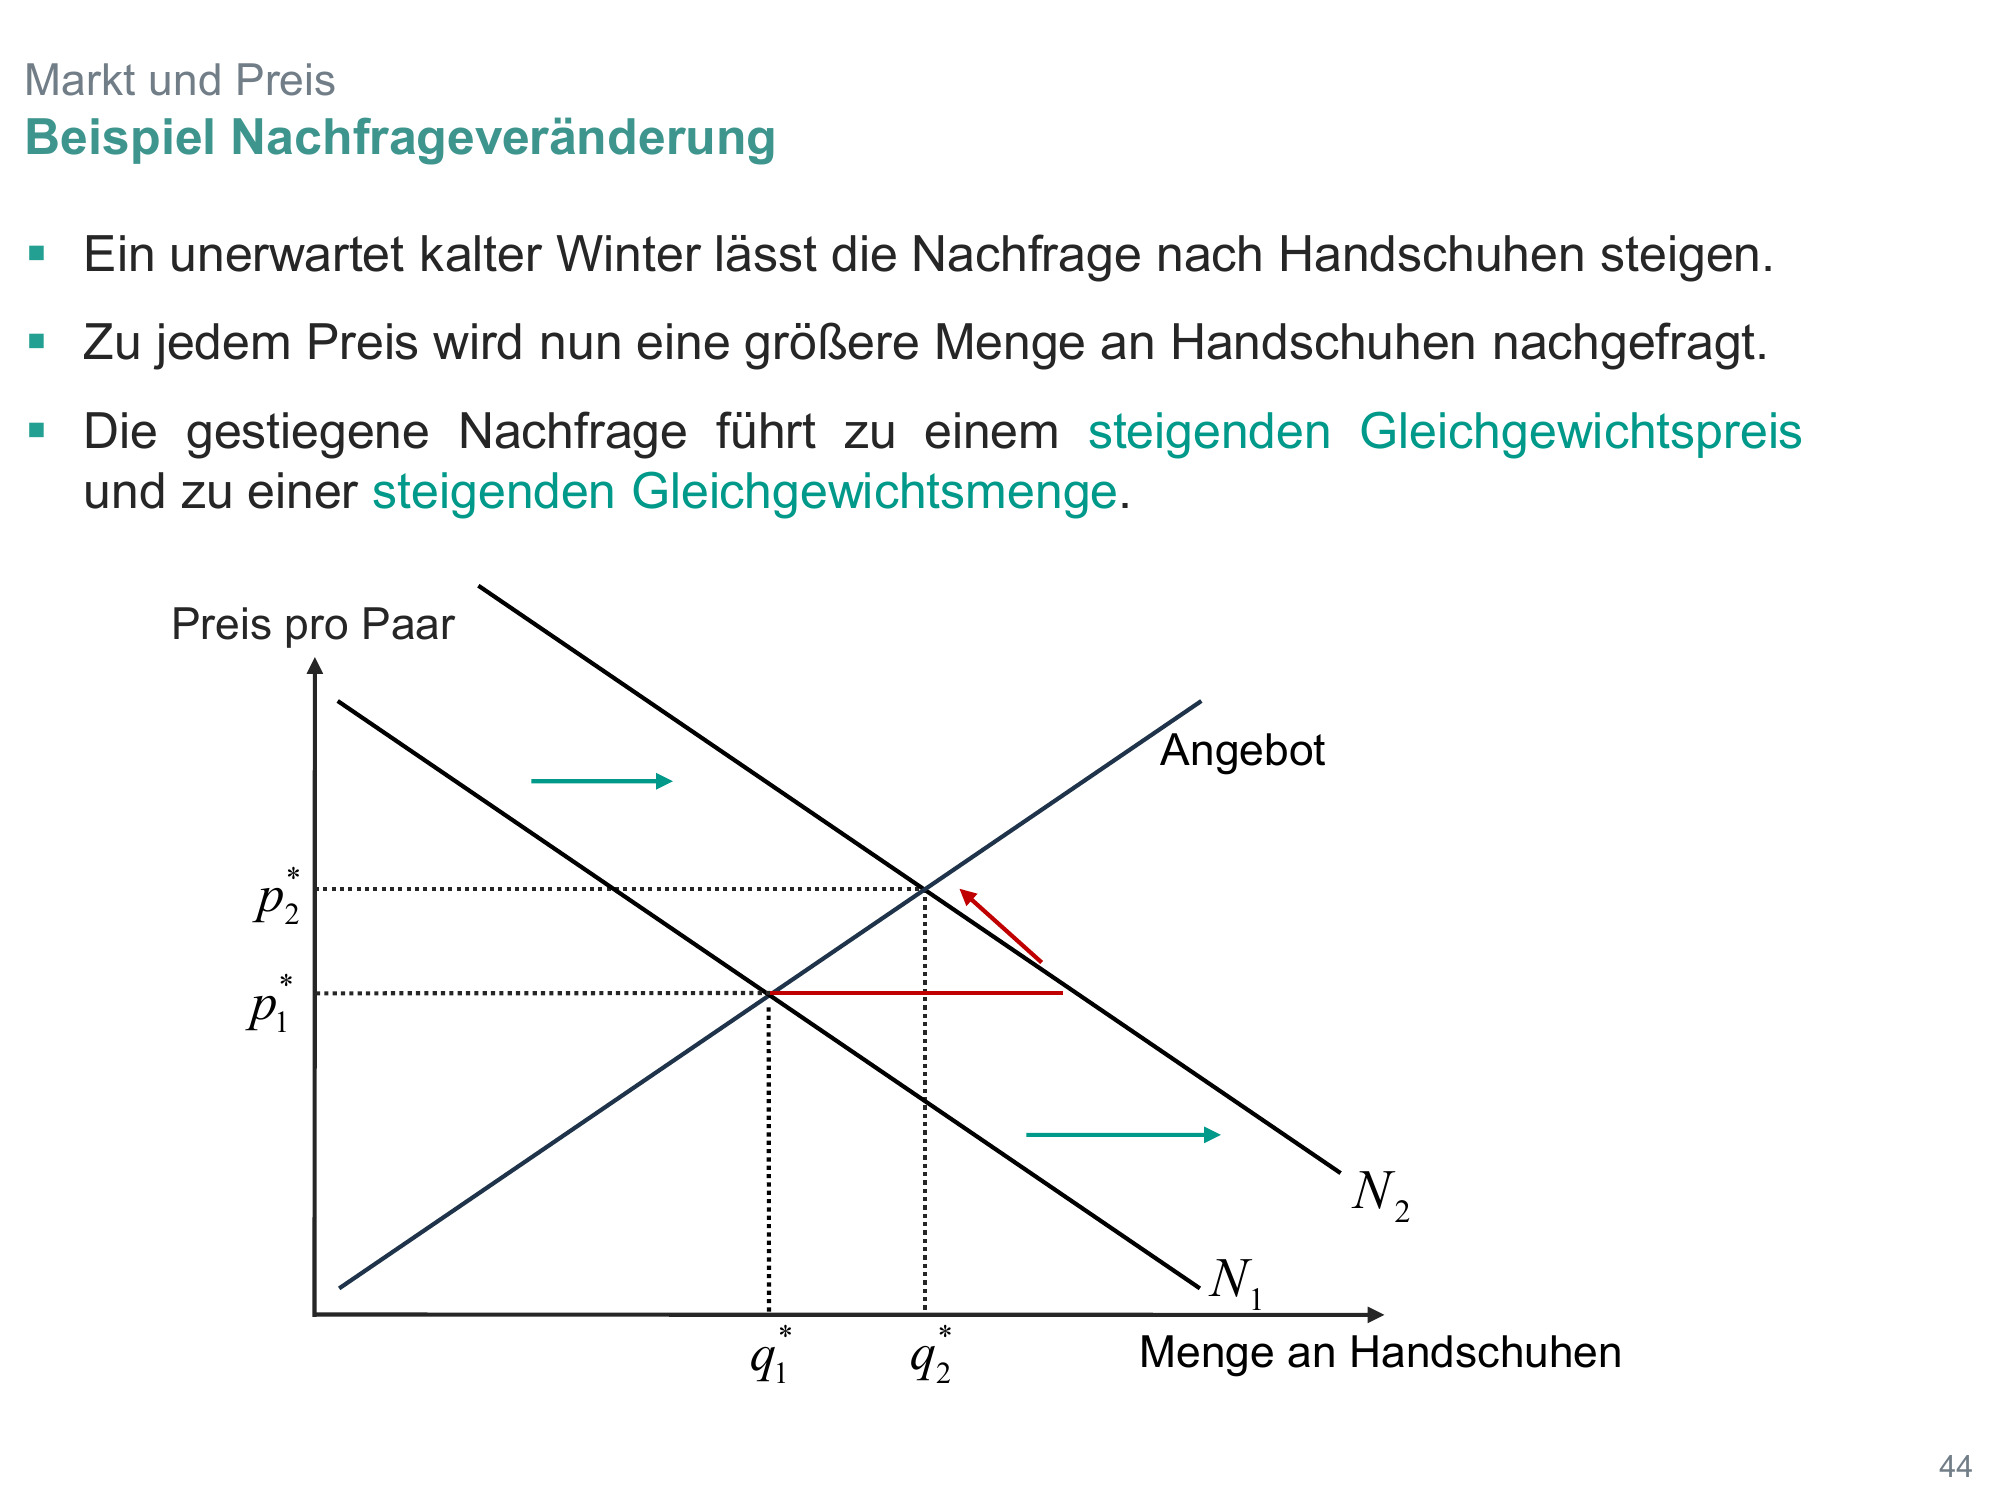 Markt und Preis
Beispiel Nachfrageveränderung
▪ Ein unerwartet kalter Winter lässt die Nachfrage nach Handschuhen steigen.
▪ Zu jedem Preis wird nun eine größere Menge an Handschuhen nachgefragt.
▪ Die gestiegene Nachfrage führt zu einem steigenden Gleichgewichtspreis
und zu einer steigenden Gleichgewichtsmenge.
Preis pro Paar
Angebot
p₂*
p₁*
N₂
N₁
q₁* q₂*
Menge an Handschuhen
44